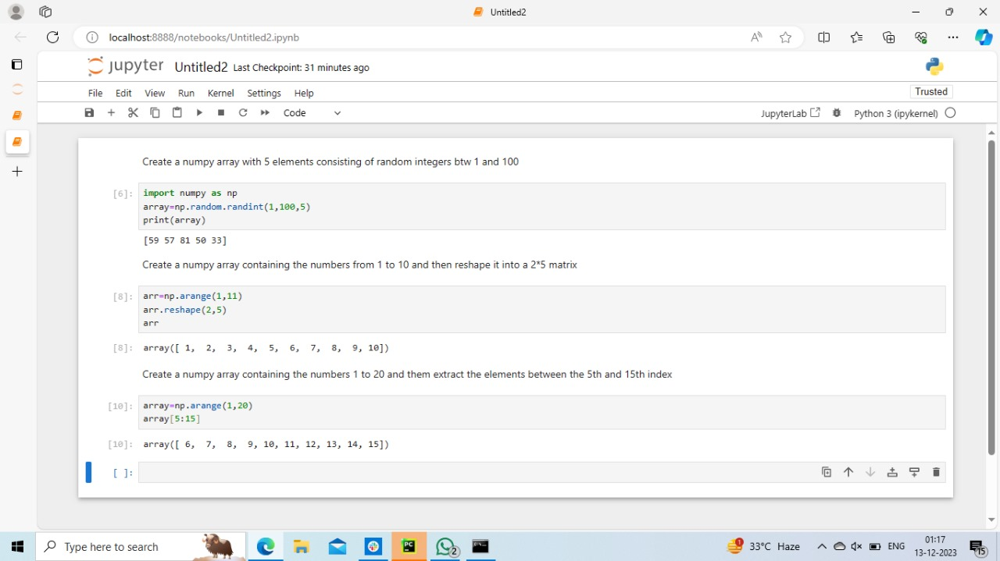 Untitled2
localhost:8888/notebooks/Untitled2.ipynb
jupyter Untitled2 Last Checkpoint: 31 minutes ago
File Edit View Run Kernel Settings Help Trusted
Code JupyterLab Python 3 (ipykernel)
Create a numpy array with 5 elements consisting of random integers btw 1 and 100
[6]: import numpy as np
array=np.random.randint(1,100,5)
print(array)
[59 57 81 50 33]
Create a numpy array containing the numbers from 1 to 10 and then reshape it into a 2*5 matrix
[8]: arr=np.arange(1,11)
arr.reshape(2,5)
arr
[8]: array([ 1, 2, 3, 4, 5, 6, 7, 8, 9, 10])
Create a numpy array containing the numbers 1 to 20 and them extract the elements between the 5th and 15th index
[10]: array=np.arange(1,20)
array[5:15]
[10]: array([ 6, 7, 8, 9, 10, 11, 12, 13, 14, 15])
[ ]:
Type here to search PC 2 1 33°C Haze ENG 01:17
13-12-2023 15